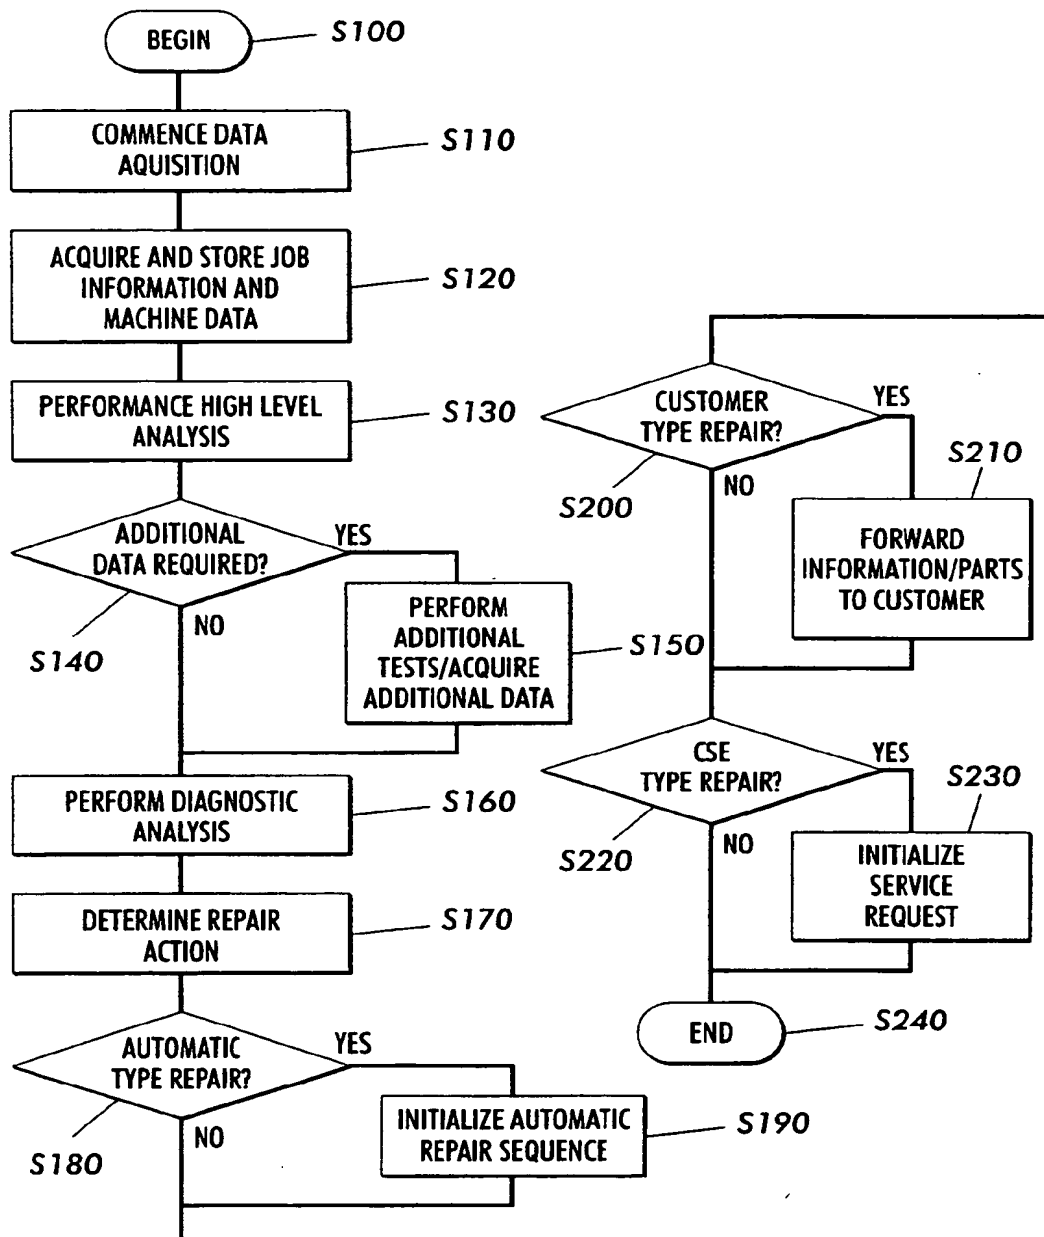 BEGIN
S100
COMMENCE DATA
AQUISITION
S110
ACQUIRE AND STORE JOB
INFORMATION AND
MACHINE DATA
S120
PERFORMANCE HIGH LEVEL
ANALYSIS
S130
ADDITIONAL
DATA REQUIRED?
YES
NO
S140
PERFORM
ADDITIONAL
TESTS/ACQUIRE
ADDITIONAL DATA
S150
PERFORM DIAGNOSTIC
ANALYSIS
S160
DETERMINE REPAIR
ACTION
S170
AUTOMATIC
TYPE REPAIR?
YES
NO
S180
INITIALIZE AUTOMATIC
REPAIR SEQUENCE
S190
CUSTOMER
TYPE REPAIR?
YES
NO
S200
S210
FORWARD
INFORMATION/PARTS
TO CUSTOMER
CSE
TYPE REPAIR?
YES
NO
S220
S230
INITIALIZE
SERVICE
REQUEST
END
S240